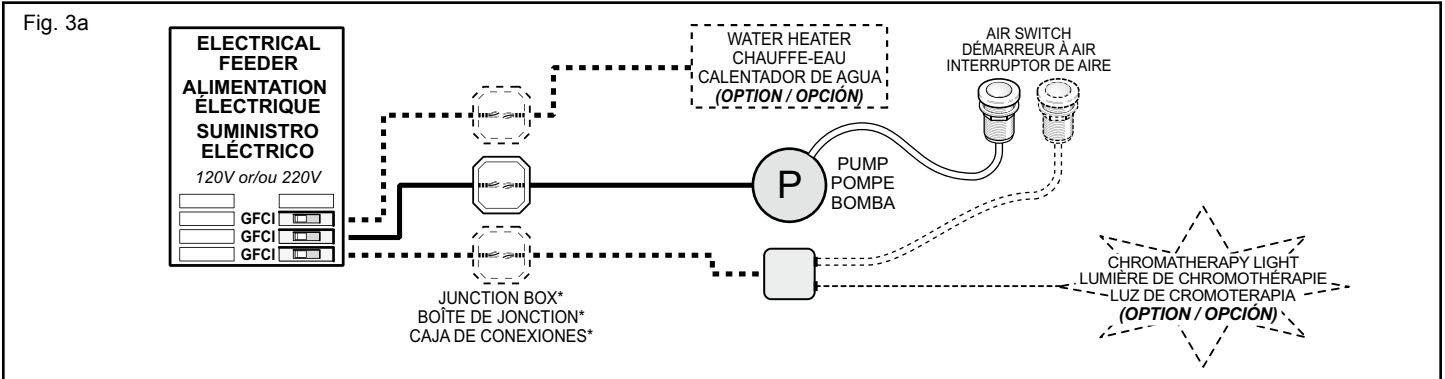 Fig. 3a
ELECTRICAL
FEEDER
ALIMENTATION
ÉLECTRIQUE
SUMINISTRO
ELÉCTRICO
120V or/ou 220V
GFCI
GFCI
GFCI
JUNCTION BOX*
BOÎTE DE JONCTION*
CAJA DE CONEXIONES*
WATER HEATER
CHAUFFE-EAU
CALENTADOR DE AGUA
(OPTION / OPCIÓN)
P
PUMP
POMPE
BOMBA
AIR SWITCH
DÉMARREUR À AIR
INTERRUPTOR DE AIRE
CHROMATHERAPY LIGHT
LUMIÈRE DE CHROMOTHÉRAPIE
LUZ DE CROMOTERAPIA
(OPTION / OPCIÓN)